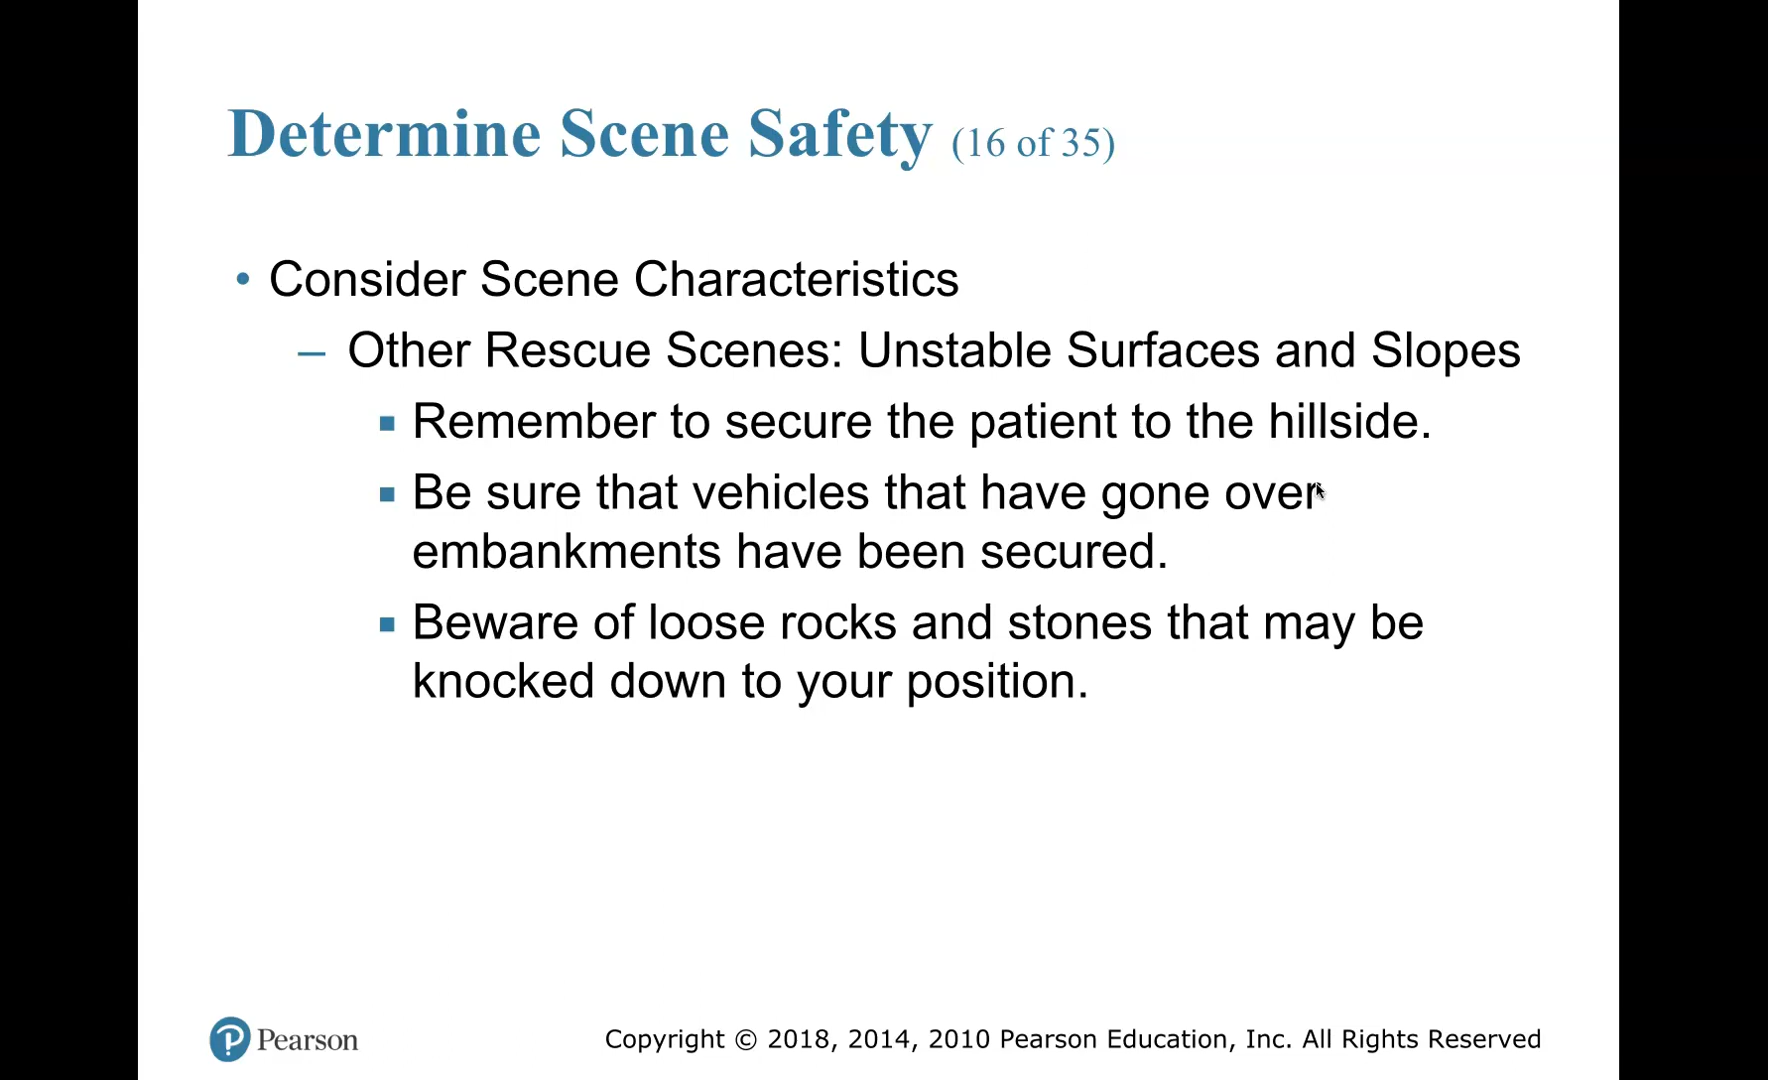 Determine Scene Safety (16 of 35)
• Consider Scene Characteristics
– Other Rescue Scenes: Unstable Surfaces and Slopes
▪ Remember to secure the patient to the hillside.
▪ Be sure that vehicles that have gone over
embankments have been secured.
▪ Beware of loose rocks and stones that may be
knocked down to your position.
Pearson
Copyright © 2018, 2014, 2010 Pearson Education, Inc. All Rights Reserved